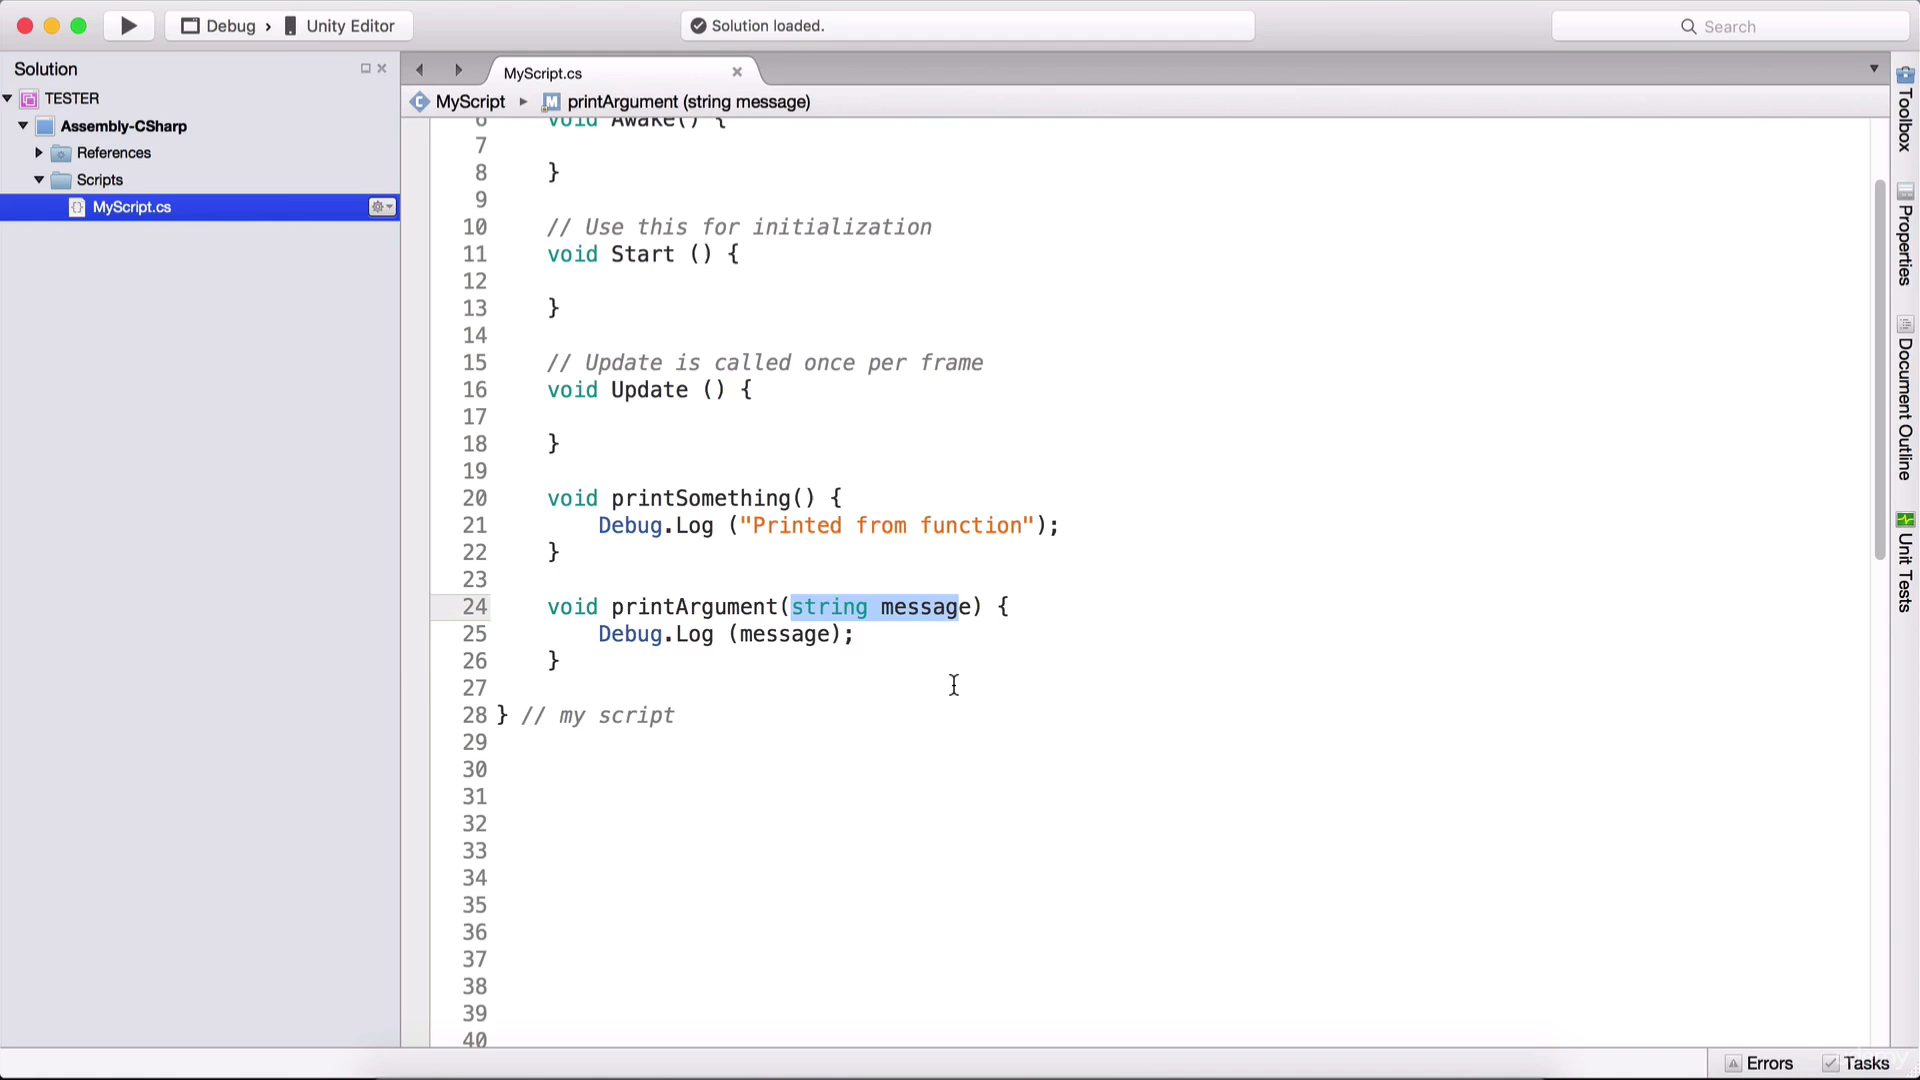 Debug › Unity Editor
Solution loaded.
Search
Solution
TESTER
Assembly-CSharp
References
Scripts
MyScript.cs
MyScript.cs
MyScript ▸ printArgument (string message)
6 void Awake() {
7
8 }
9
10 // Use this for initialization
11 void Start () {
12
13 }
14
15 // Update is called once per frame
16 void Update () {
17
18 }
19
20 void printSomething() {
21 Debug.Log ("Printed from function");
22 }
23
24 void printArgument(string message) {
25 Debug.Log (message);
26 }
27
28 } // my script
29
30
31
32
33
34
35
36
37
38
39
40
Toolbox
Properties
Document Outline
Unit Tests
Errors
Tasks